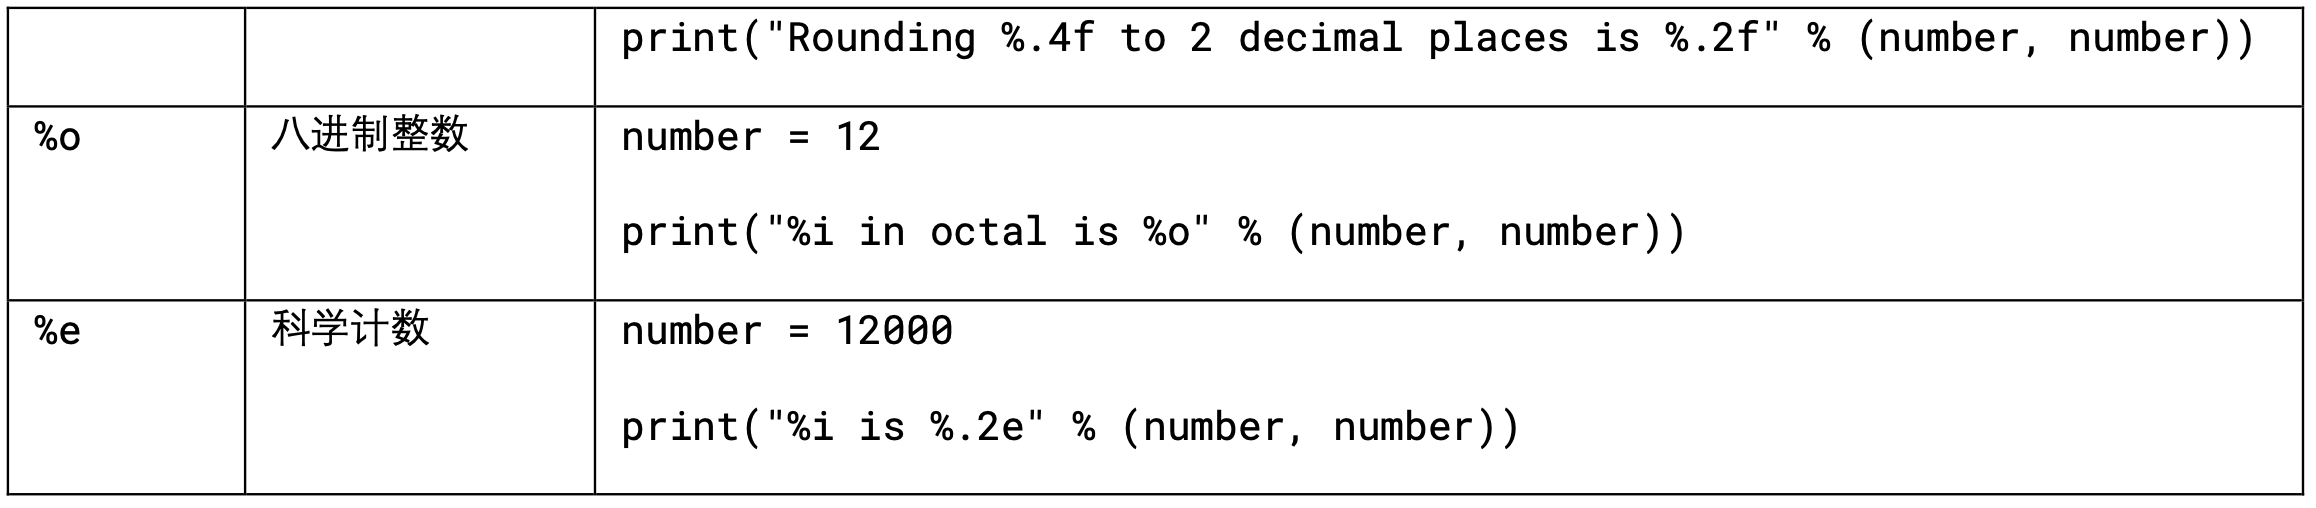 print("Rounding %.4f to 2 decimal places is %.2f" % (number, number))
%o
八进制整数
number = 12
print("%i in octal is %o" % (number, number))
%e
科学计数
number = 12000
print("%i is %.2e" % (number, number))